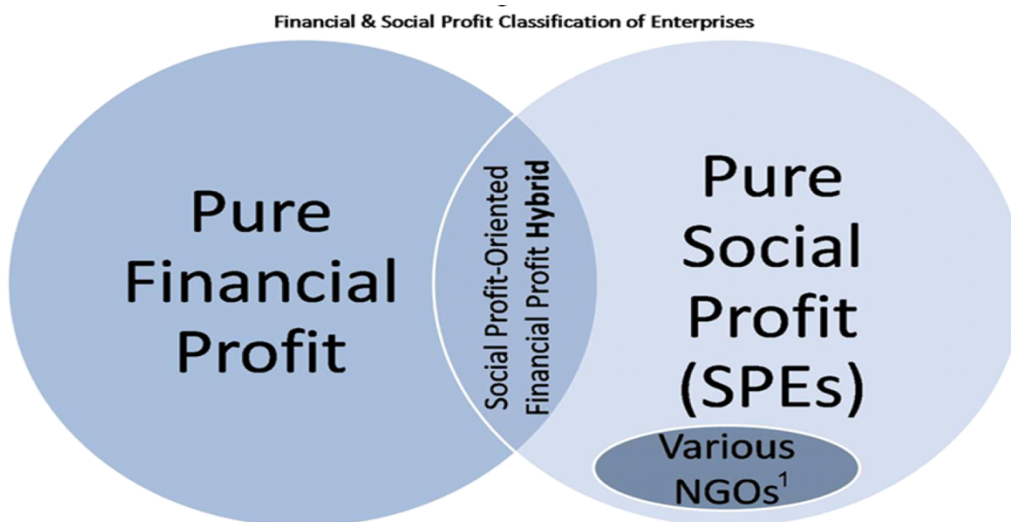 Financial & Social Profit Classification of Enterprises
Pure
Financial
Profit
Social Profit-Oriented
Financial Profit Hybrid
Pure
Social
Profit
(SPEs)
Various
NGOs¹